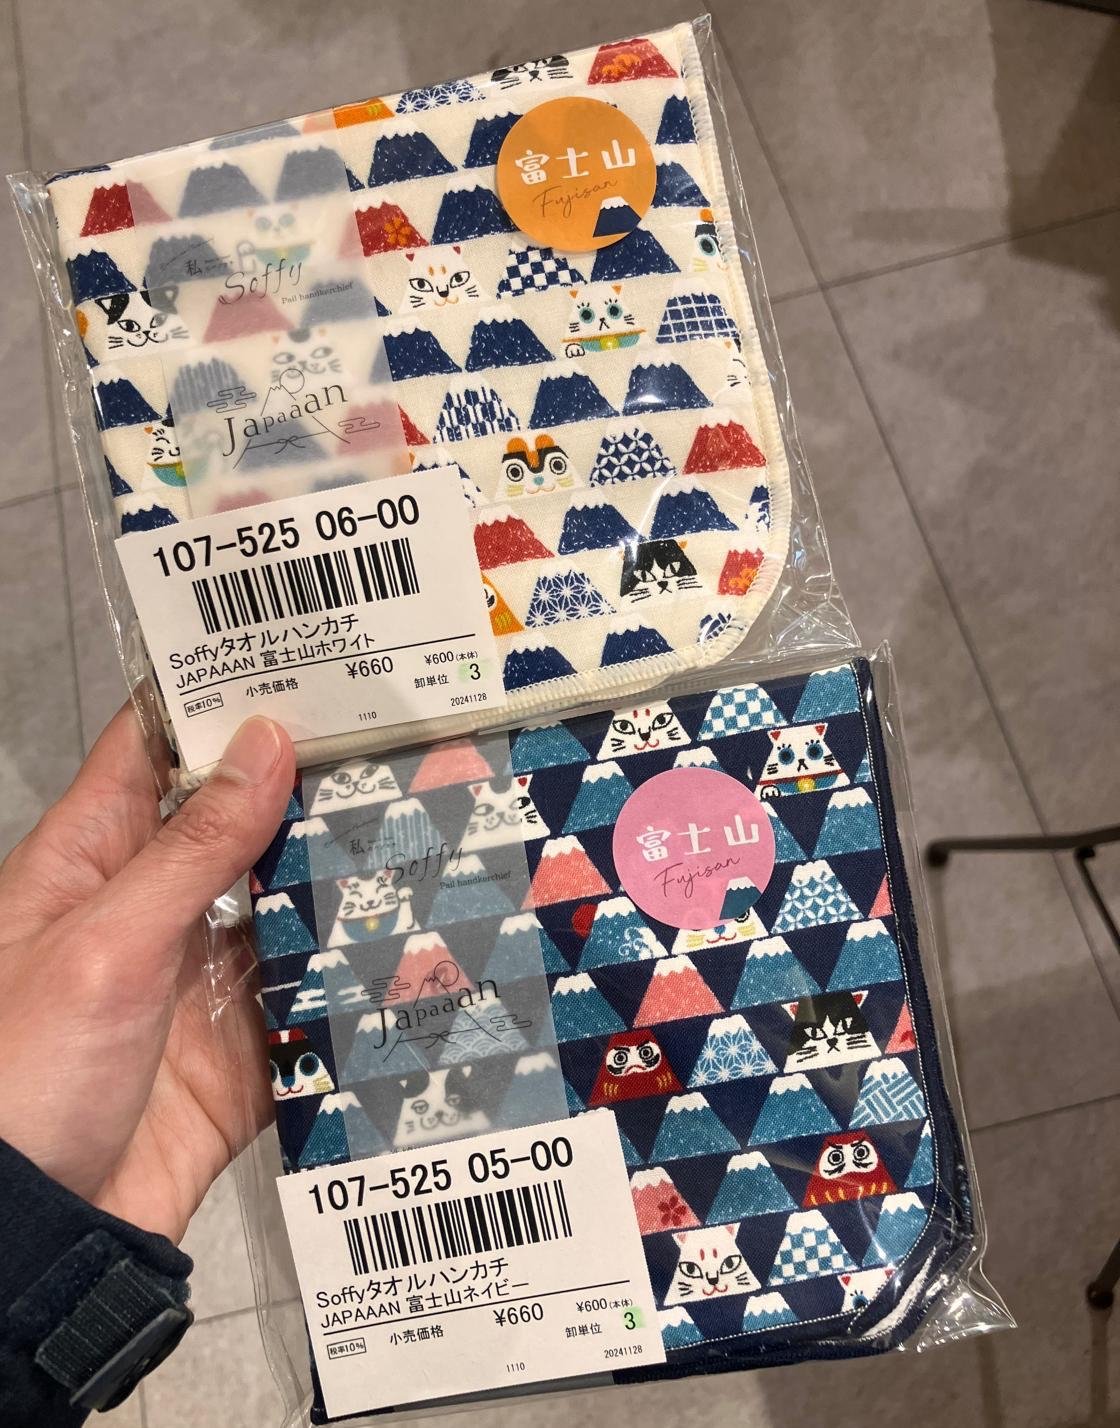 富士山
Fujisan
私
Soffy
Pail handkerchief
Japaaan
107-525 06-00
Soffyタオルハンカチ
JAPAAAN 富士山ホワイト
税率10% 小売価格 ¥660 ¥600(本体)
卸単位 3
1110 20241128
富士山
Fujisan
私
Soffy
Pail handkerchief
Japaaan
107-525 05-00
Soffyタオルハンカチ
JAPAAAN 富士山ネイビー
税率10% 小売価格 ¥660 ¥600(本体)
卸単位 3
1110 20241128